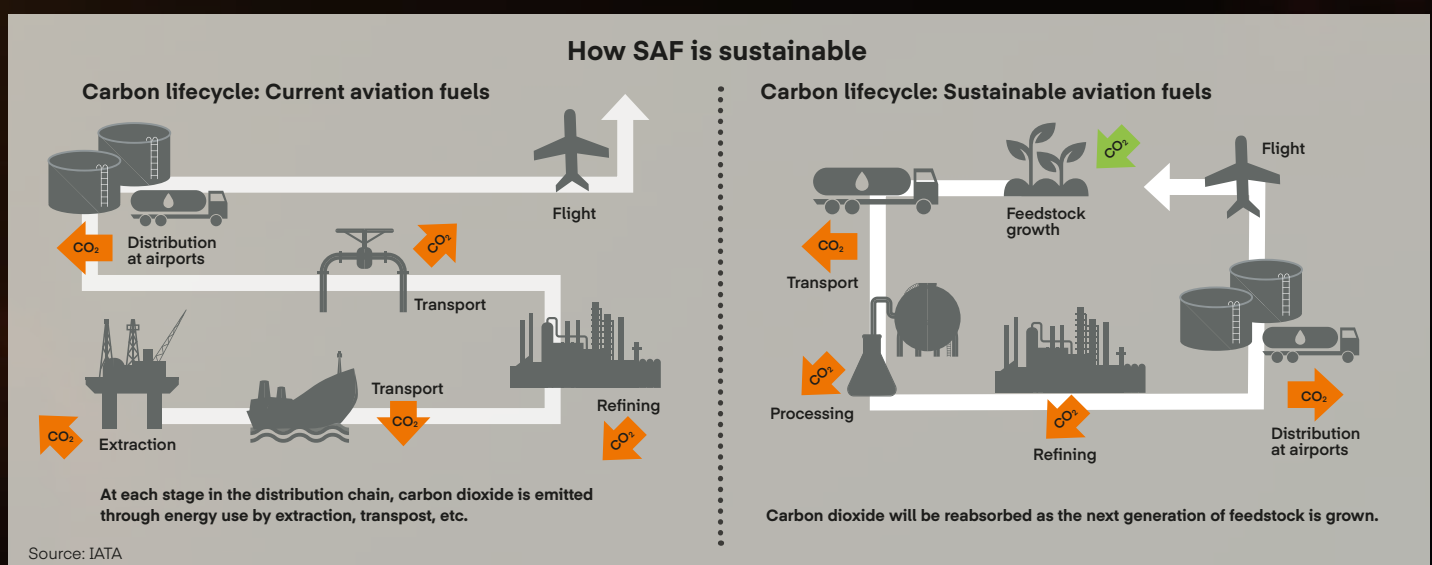 How SAF is sustainable
Carbon lifecycle: Current aviation fuels
Flight
CO₂
Distribution
at airports
CO₂
Transport
Transport
CO₂
Refining
CO₂
CO₂
Extraction
At each stage in the distribution chain, carbon dioxide is emitted
through energy use by extraction, transpost, etc.
Source: IATA
Carbon lifecycle: Sustainable aviation fuels
CO₂
Flight
Feedstock
growth
CO₂
Transport
CO₂
Processing
CO₂
Refining
CO₂
Distribution
at airports
Carbon dioxide will be reabsorbed as the next generation of feedstock is grown.